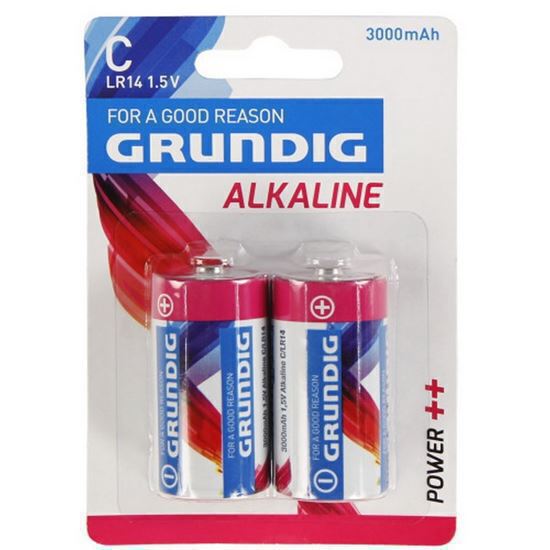 C
LR14 1.5V
3000mAh
FOR A GOOD REASON
GRUNDIG
ALKALINE
FOR A GOOD REASON
GRUNDIG
3000mAh 1,5V Alkaline C/LR14
3000mAh 1,5V Alkaline C/LR14
FOR A GOOD REASON
GRUNDIG
POWER ++